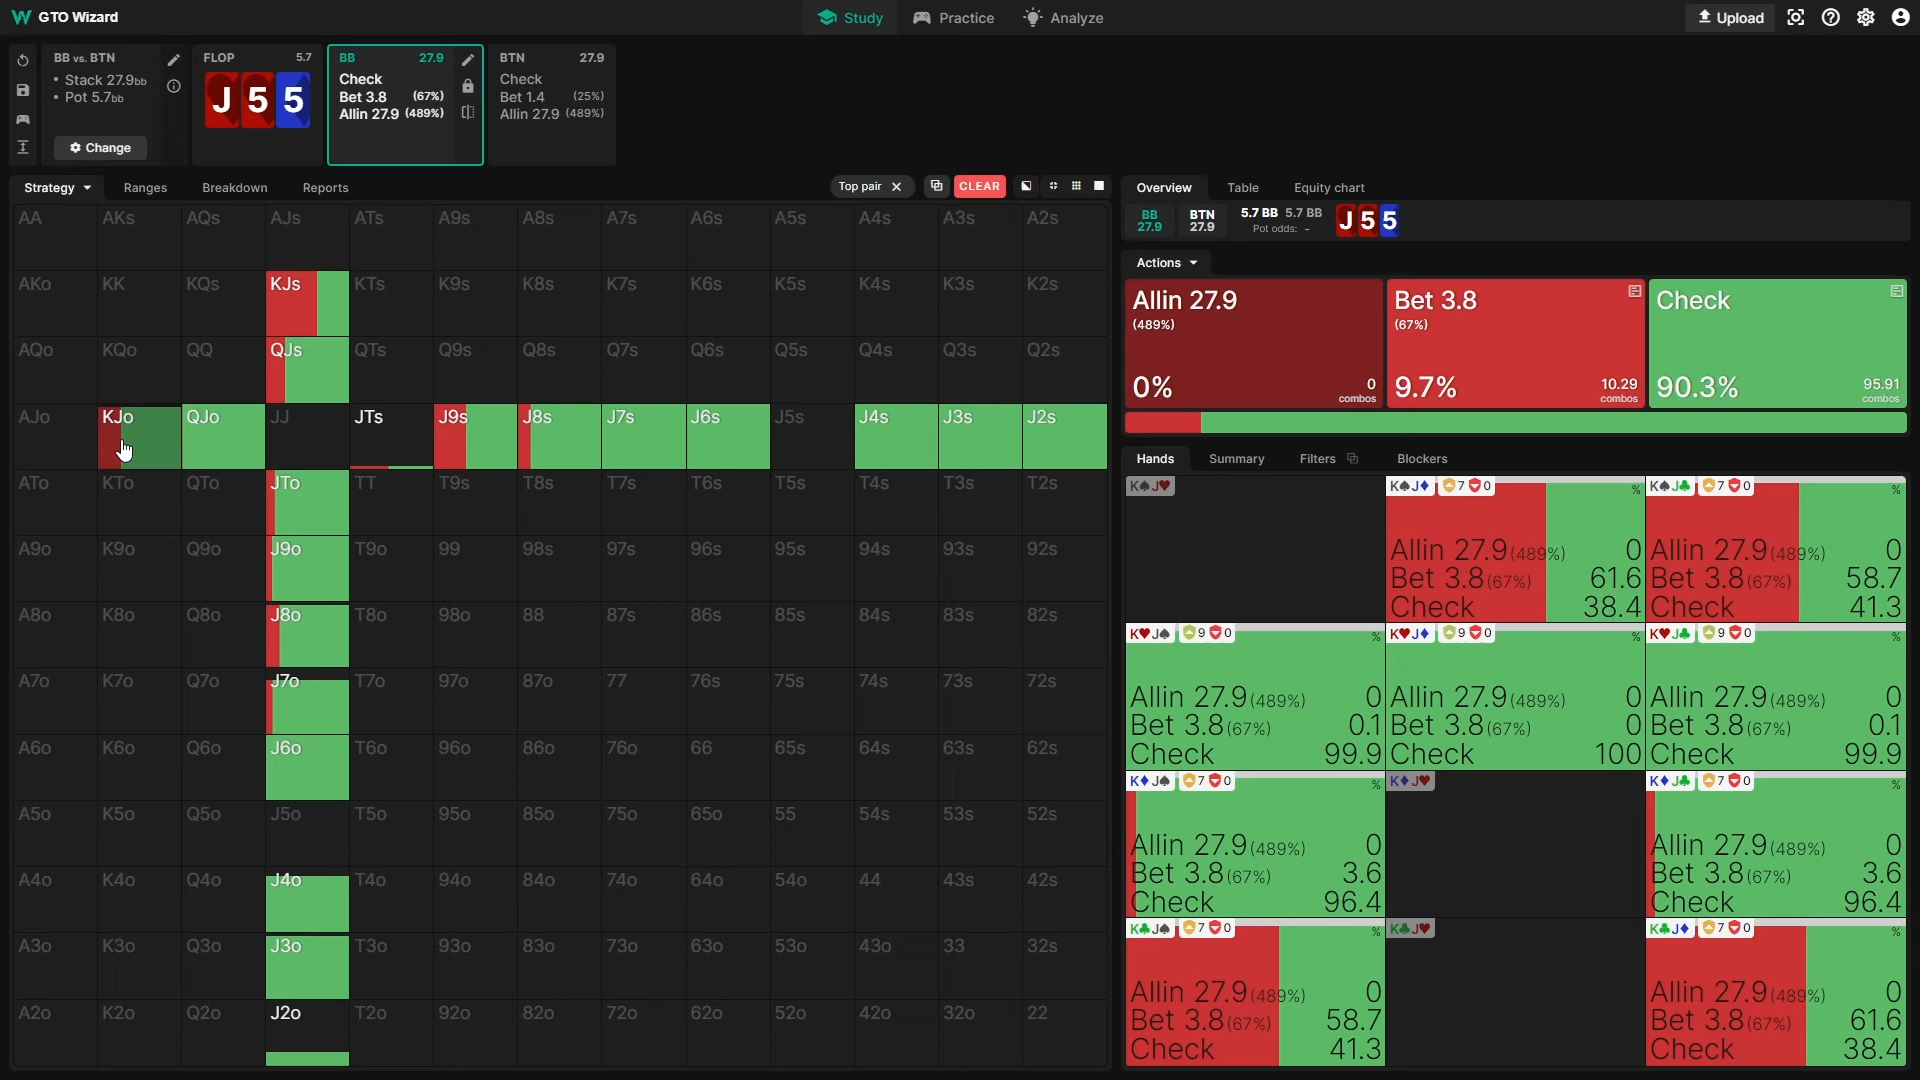 GTO Wizard
Study
Practice
Analyze
Upload
BB vs. BTN
• Stack 27.9bb
• Pot 5.7bb
Change
FLOP 5.7
J 5 5
BB 27.9
Check
Bet 3.8 (67%)
Allin 27.9 (489%)
BTN 27.9
Check
Bet 1.4 (25%)
Allin 27.9 (489%)
Strategy Ranges Breakdown Reports
Top pair
CLEAR
AA AKs AQs AJs ATs A9s A8s A7s A6s A5s A4s A3s A2s
AKo KK KQs KJs KTs K9s K8s K7s K6s K5s K4s K3s K2s
AQo KQo QQ QJs QTs Q9s Q8s Q7s Q6s Q5s Q4s Q3s Q2s
AJo KJo QJo JJ JTs J9s J8s J7s J6s J5s J4s J3s J2s
ATo KTo QTo JTo TT T9s T8s T7s T6s T5s T4s T3s T2s
A9o K9o Q9o J9o T9o 99 98s 97s 96s 95s 94s 93s 92s
A8o K8o Q8o J8o T8o 98o 88 87s 86s 85s 84s 83s 82s
A7o K7o Q7o J7o T7o 97o 87o 77 76s 75s 74s 73s 72s
A6o K6o Q6o J6o T6o 96o 86o 76o 66 65s 64s 63s 62s
A5o K5o Q5o J5o T5o 95o 85o 75o 65o 55 54s 53s 52s
A4o K4o Q4o J4o T4o 94o 84o 74o 64o 54o 44 43s 42s
A3o K3o Q3o J3o T3o 93o 83o 73o 63o 53o 43o 33 32s
A2o K2o Q2o J2o T2o 92o 82o 72o 62o 52o 42o 32o 22
Overview Table Equity chart
BB 27.9
BTN 27.9
5.7 BB 5.7 BB
Pot odds: -
J 5 5
Actions
Allin 27.9
(489%)
0%
0 combos
Bet 3.8
(67%)
9.7%
10.29 combos
Check
90.3%
95.91 combos
Hands Summary Filters Blockers
K♠J♥
K♠J♦ 7 0 %
Allin 27.9(489%) 0
Bet 3.8(67%) 61.6
Check 38.4
K♠J♣ 7 0 %
Allin 27.9(489%) 0
Bet 3.8(67%) 58.7
Check 41.3
K♥J♠ 9 0 %
Allin 27.9(489%) 0
Bet 3.8(67%) 0.1
Check 99.9
K♥J♦ 9 0 %
Allin 27.9(489%) 0
Bet 3.8(67%) 0
Check 100
K♥J♣ 9 0 %
Allin 27.9(489%) 0
Bet 3.8(67%) 0.1
Check 99.9
K♦J♠ 7 0 %
Allin 27.9(489%) 0
Bet 3.8(67%) 3.6
Check 96.4
K♦J♥
K♦J♣ 7 0 %
Allin 27.9(489%) 0
Bet 3.8(67%) 3.6
Check 96.4
K♣J♠ 7 0 %
Allin 27.9(489%) 0
Bet 3.8(67%) 58.7
Check 41.3
K♣J♥
K♣J♦ 7 0 %
Allin 27.9(489%) 0
Bet 3.8(67%) 61.6
Check 38.4